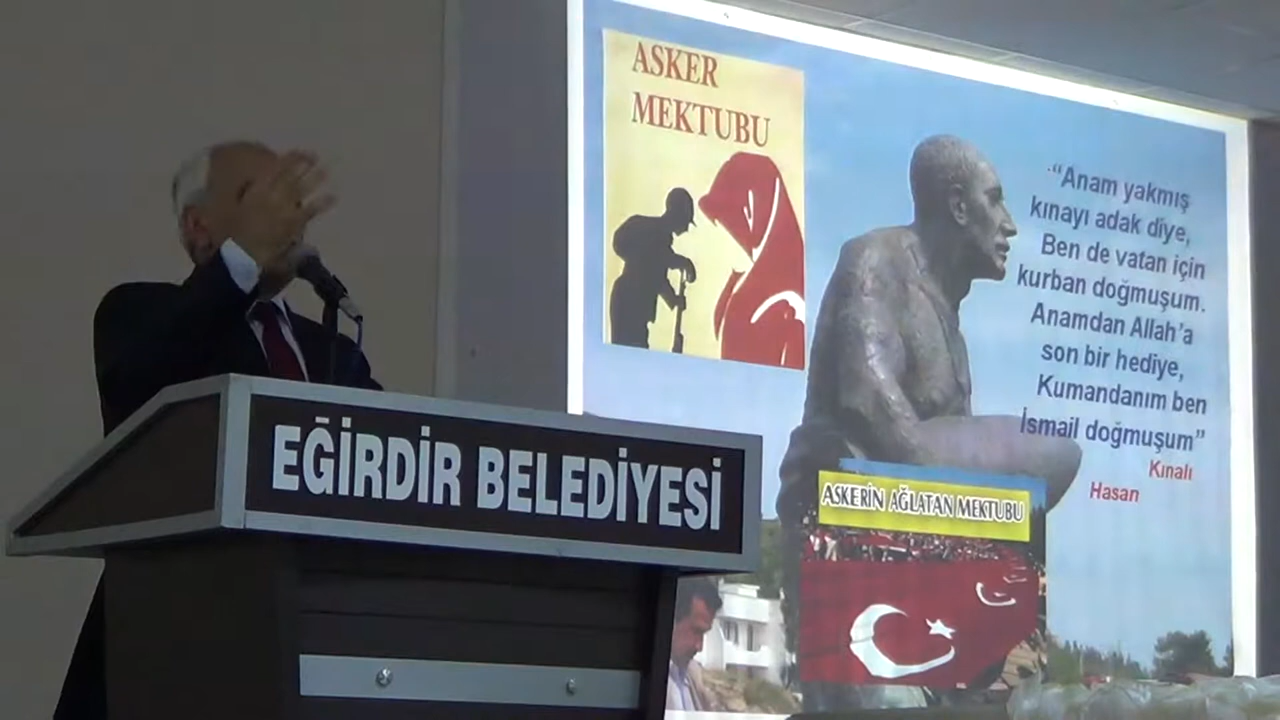 ASKER
MEKTUBU
"Anam yakmış
kınayı adak diye,
Ben de vatan için
kurban doğmuşum.
Anamdan Allah'a
son bir hediye,
Kumandanım ben
İsmail doğmuşum"
Kınalı
Hasan
ASKERİN AĞLATAN MEKTUBU
EĞİRDİR BELEDİYESİ